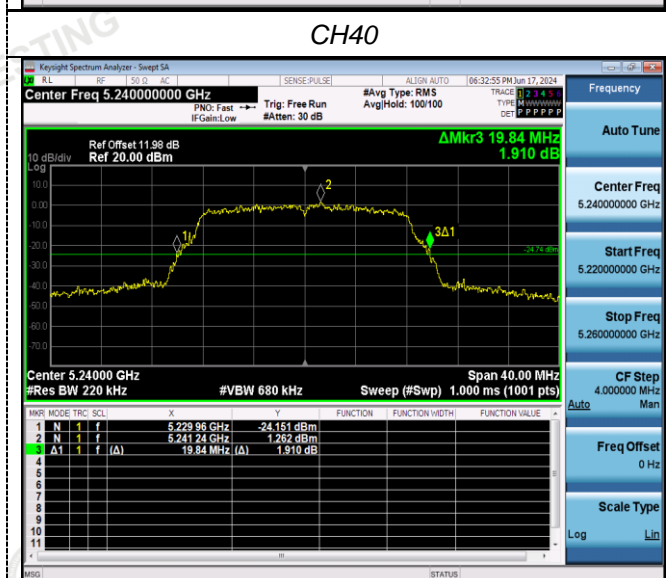 TESTING
CH40
Keysight Spectrum Analyzer - Swept SA
RL RF 50 Ω AC SENSE:PULSE ALIGN AUTO 06:32:55 PM Jun 17, 2024
Center Freq 5.240000000 GHz
PNO: Fast
IFGain:Low
Trig: Free Run
#Atten: 30 dB
#Avg Type: RMS
Avg|Hold: 100/100
TRACE 1 2 3 4 5 6
TYPE M W W W W W
DET P P P P P P
Frequency
Auto Tune
Center Freq
5.240000000 GHz
Start Freq
5.220000000 GHz
Stop Freq
5.260000000 GHz
CF Step
4.000000 MHz
Auto Man
Freq Offset
0 Hz
Scale Type
Log Lin
ΔMkr3 19.84 MHz
1.910 dB
Ref Offset 11.98 dB
10 dB/div Ref 20.00 dBm
Log
10.0
0.00
-10.0
-20.0
-30.0
-40.0
-50.0
-60.0
-70.0
1
2
3Δ1
-24.74 dBm
Center 5.24000 GHz Span 40.00 MHz
#Res BW 220 kHz #VBW 680 kHz Sweep (#Swp) 1.000 ms (1001 pts)
MKR MODE TRC SCL X Y FUNCTION FUNCTION WIDTH FUNCTION VALUE
1 N 1 f 5.229 96 GHz -24.151 dBm
2 N 1 f 5.241 24 GHz 1.262 dBm
3 Δ1 1 f (Δ) 19.84 MHz (Δ) 1.910 dB
4
5
6
7
8
9
10
11
MSG STATUS